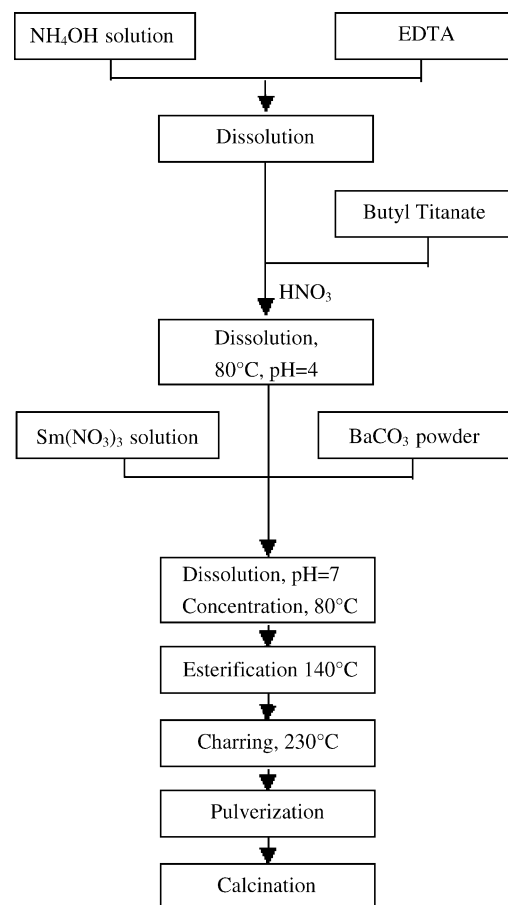 NH₄OH solution
EDTA
Dissolution
Butyl Titanate
HNO₃
Dissolution,
80°C, pH=4
Sm(NO₃)₃ solution
BaCO₃ powder
Dissolution, pH=7
Concentration, 80°C
Esterification 140°C
Charring, 230°C
Pulverization
Calcination